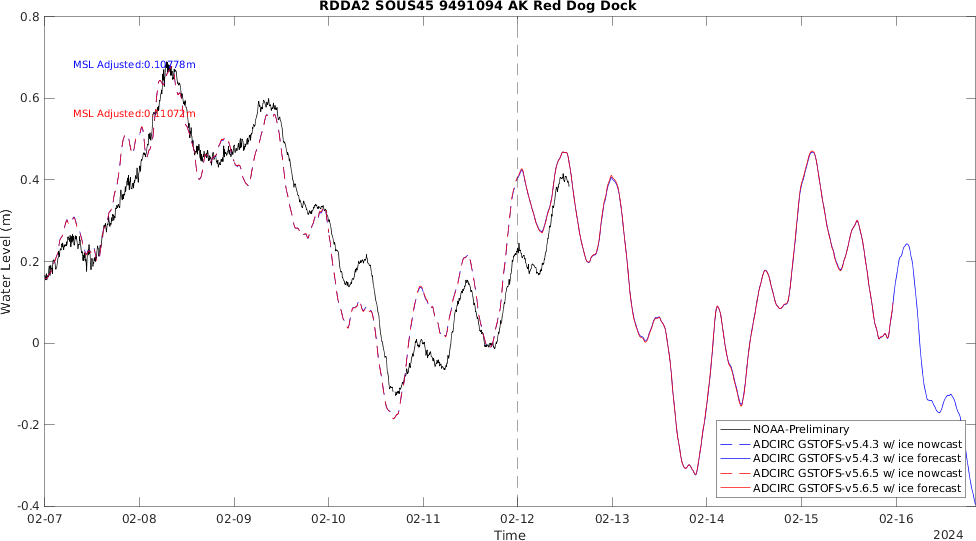 RDDA2 SOUS45 9491094 AK Red Dog Dock
0.8
0.6
0.4
0.2
0
-0.2
-0.4
Water Level (m)
MSL Adjusted:0.10778m
MSL Adjusted:0.11072m
NOAA-Preliminary
ADCIRC GSTOFS-v5.4.3 w/ ice nowcast
ADCIRC GSTOFS-v5.4.3 w/ ice forecast
ADCIRC GSTOFS-v5.6.5 w/ ice nowcast
ADCIRC GSTOFS-v5.6.5 w/ ice forecast
02-07 02-08 02-09 02-10 02-11 02-12 02-13 02-14 02-15 02-16
Time
2024